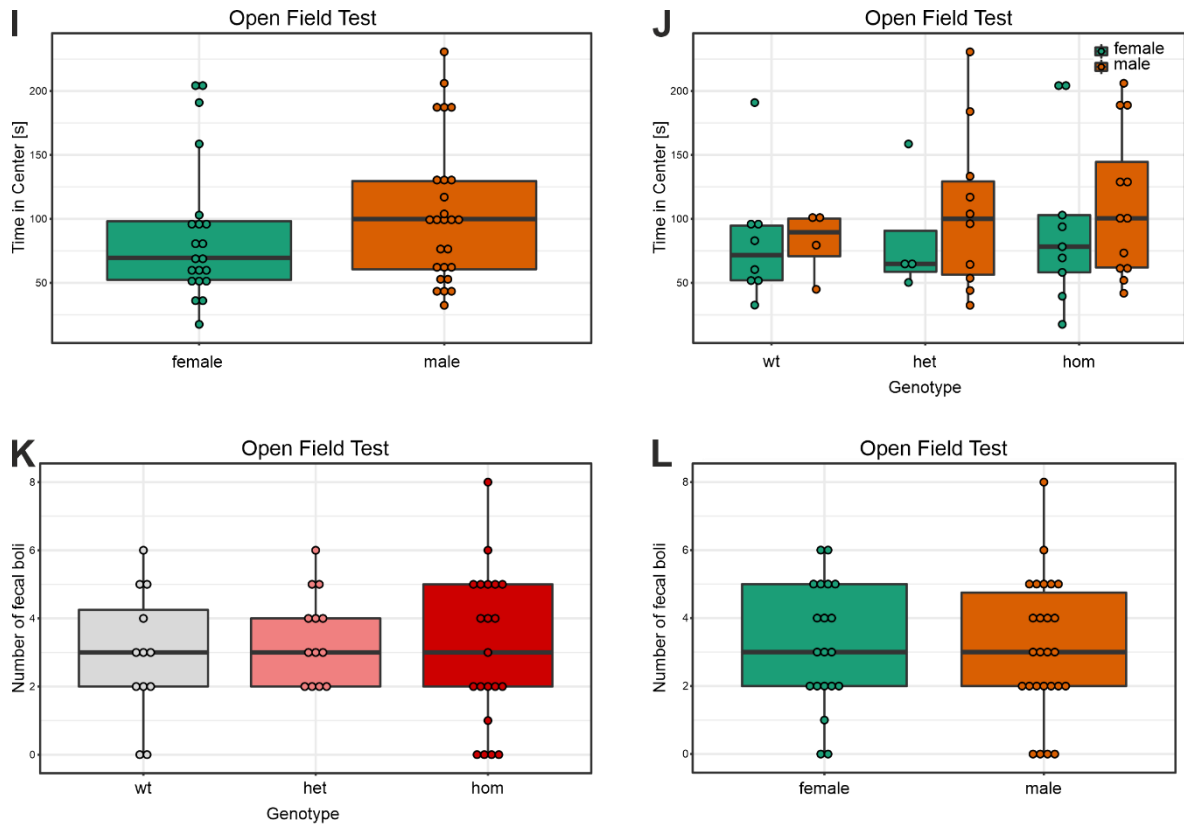 I
Open Field Test
Time in Center [s]
200
150
100
50
female
male
J
Open Field Test
female
male
Time in Center [s]
200
150
100
50
wt
het
hom
Genotype
K
Open Field Test
Number of fecal boli
8
6
4
2
0
wt
het
hom
Genotype
L
Open Field Test
Number of fecal boli
8
6
4
2
0
female
male